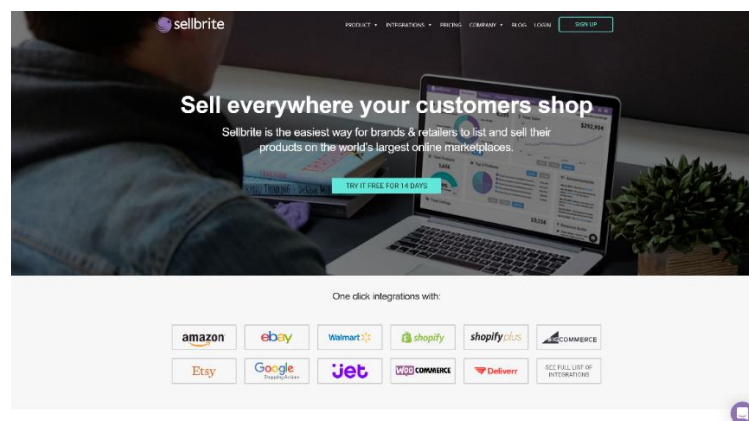 sellbrite
PRODUCT INTEGRATIONS PRICING COMPANY BLOG LOGIN SIGN UP
Sell everywhere your customers shop
Sellbrite is the easiest way for brands & retailers to list and sell their
products on the world's largest online marketplaces.
TRY IT FREE FOR 14 DAYS
$292,904
One click integrations with:
amazon ebay Walmart shopify shopify plus BIGCOMMERCE
Etsy Google Shopping Actions Jet WOO COMMERCE Deliverr SEE FULL LIST OF
INTEGRATIONS